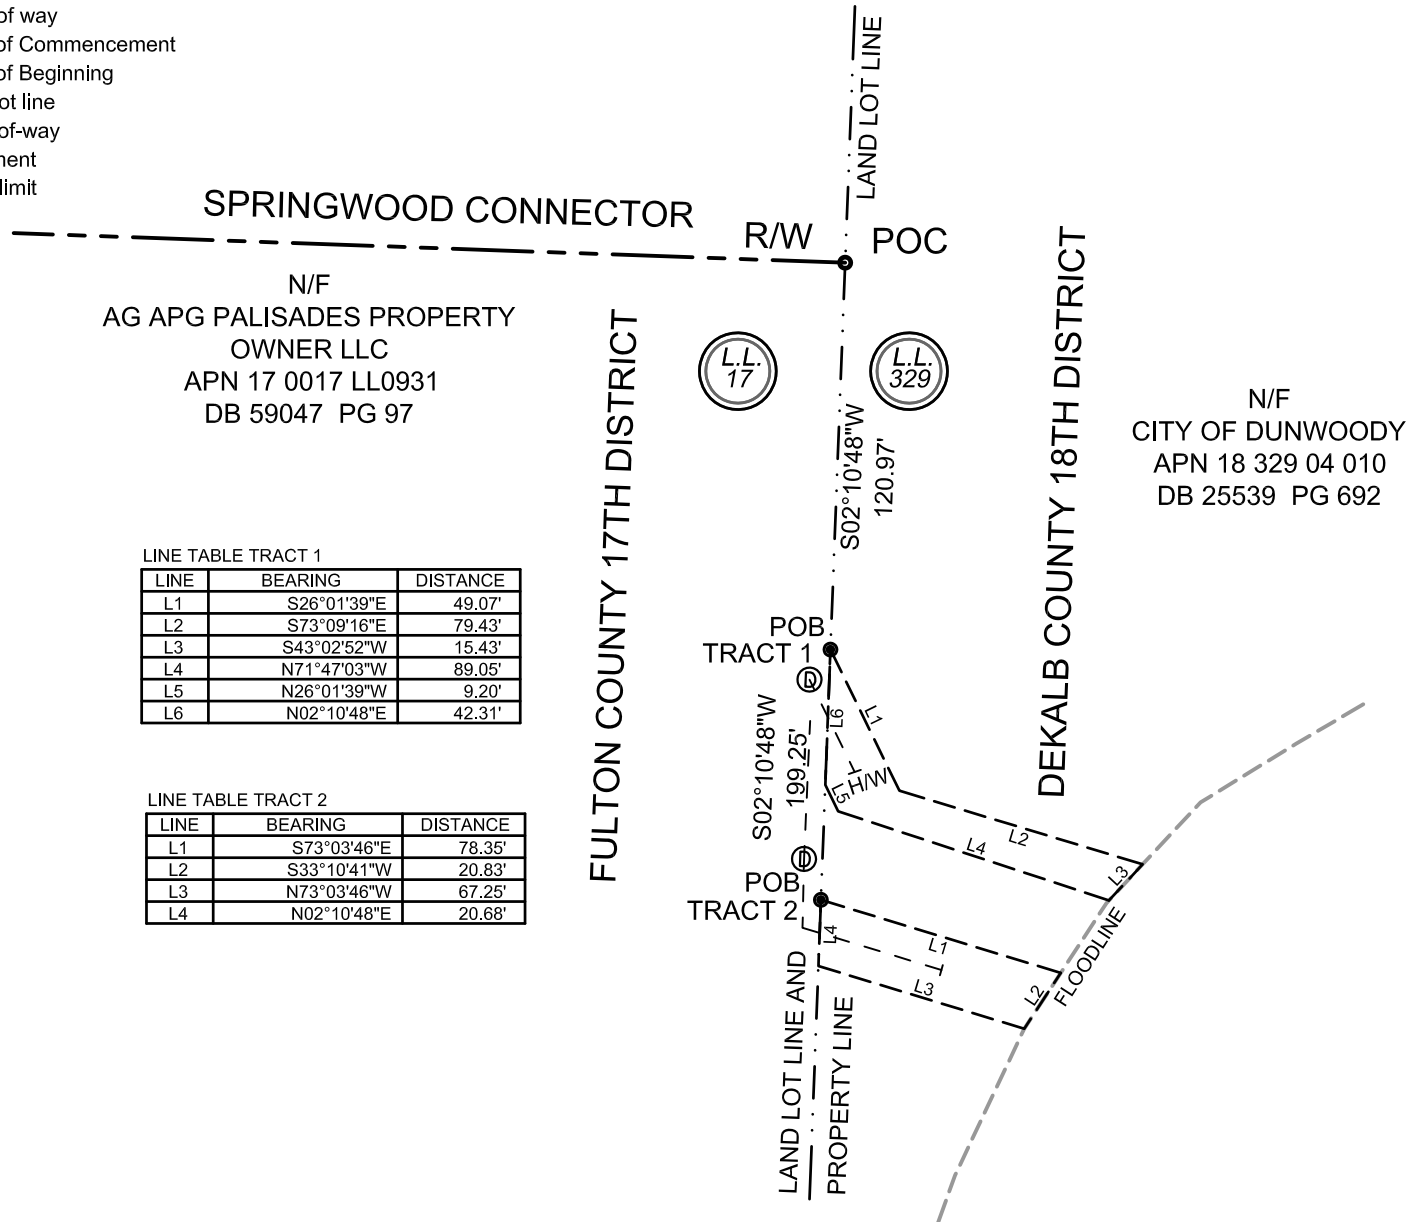 of way
of Commencement
of Beginning
ot line
of-way
nent
limit
LAND LOT LINE
SPRINGWOOD CONNECTOR
R/W
POC
N/F
AG APG PALISADES PROPERTY
OWNER LLC
APN 17 0017 LL0931
DB 59047 PG 97
FULTON COUNTY 17TH DISTRICT
L.L.
17
L.L.
329
DEKALB COUNTY 18TH DISTRICT
N/F
CITY OF DUNWOODY
APN 18 329 04 010
DB 25539 PG 692
S02°10'48"W
120.97'
LINE TABLE TRACT 1
LINE BEARING DISTANCE
L1 S26°01'39"E 49.07'
L2 S73°09'16"E 79.43'
L3 S43°02'52"W 15.43'
L4 N71°47'03"W 89.05'
L5 N26°01'39"W 9.20'
L6 N02°10'48"E 42.31'
POB
TRACT 1
D
L6
L1
H/W
L5
S02°10'48"W
199.25'
L2
L4
L3
LINE TABLE TRACT 2
LINE BEARING DISTANCE
L1 S73°03'46"E 78.35'
L2 S33°10'41"W 20.83'
L3 N73°03'46"W 67.25'
L4 N02°10'48"E 20.68'
D
POB
TRACT 2
L4
L1
L3
L2
FLOODLINE
LAND LOT LINE AND
PROPERTY LINE